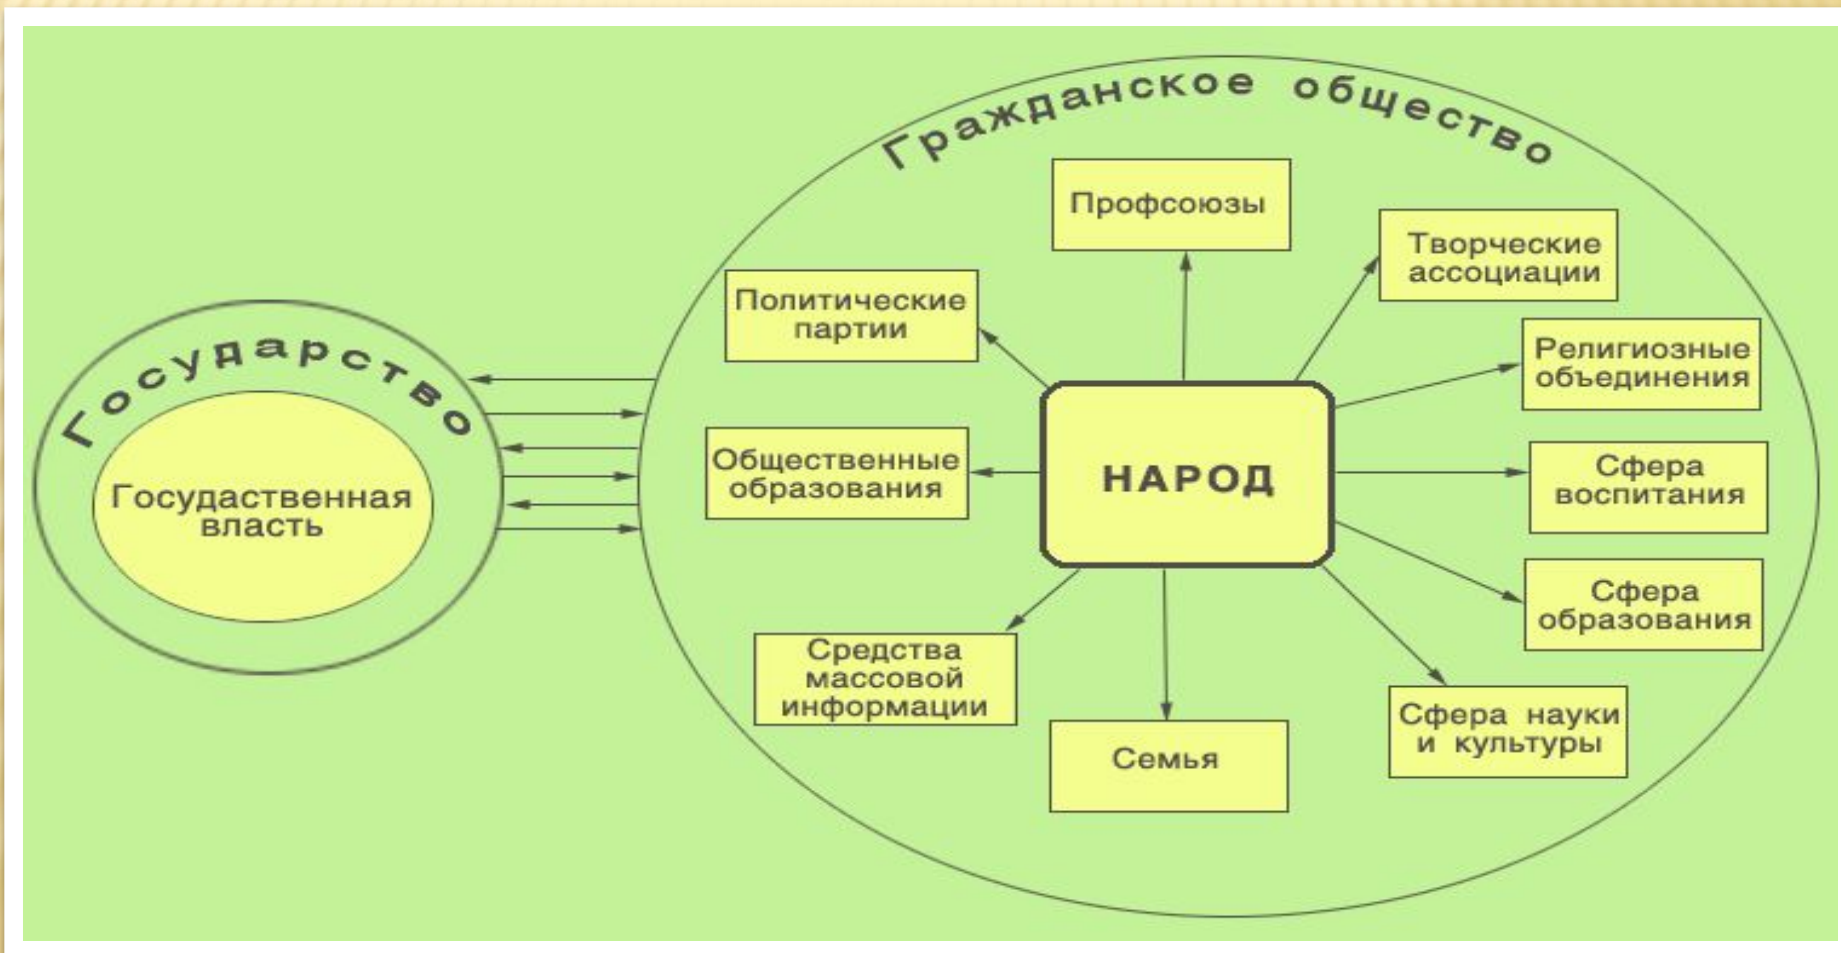 Гражданское общество
Профсоюзы
Творческие
ассоциации
Политические
партии
Религиозные
объединения
Государство
Государственная
власть
Общественные
образования
НАРОД
Сфера
воспитания
Сфера
образования
Средства
массовой
информации
Семья
Сфера науки
и культуры